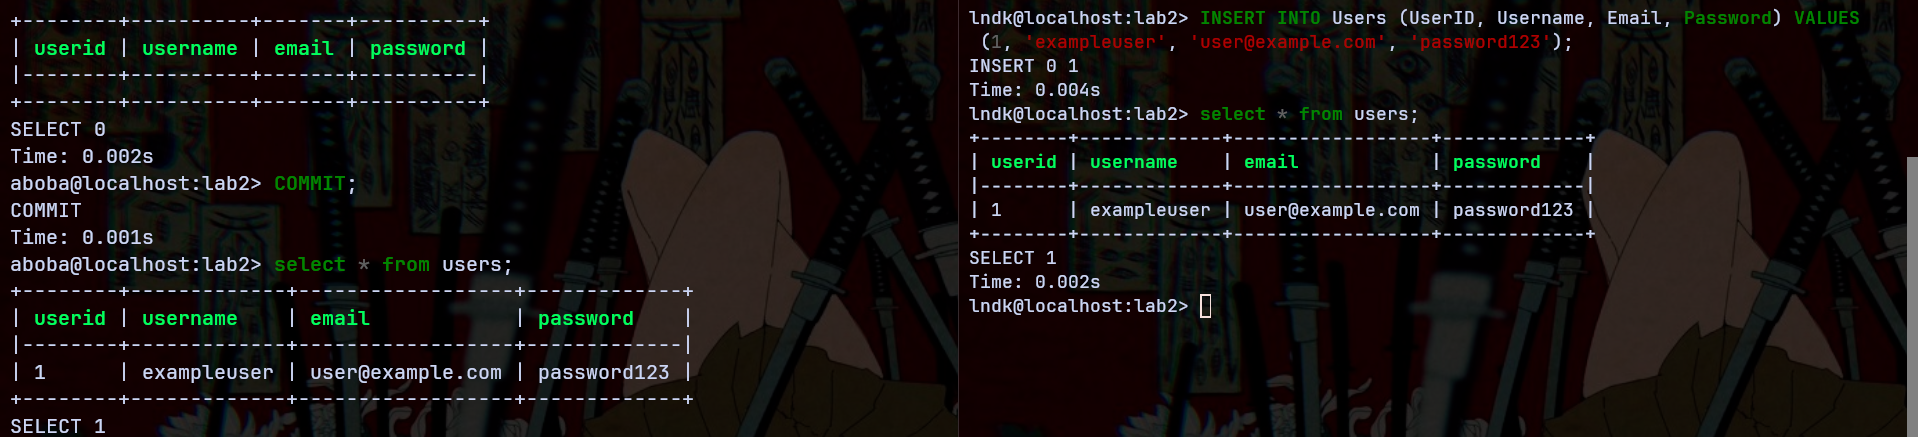 +--------+----------+-------+----------+
| userid | username | email | password |
|--------+----------+-------+----------|
+--------+----------+-------+----------+
SELECT 0
Time: 0.002s
aboba@localhost:lab2> COMMIT;
COMMIT
Time: 0.001s
aboba@localhost:lab2> select * from users;
+--------+-------------+------------------+-------------+
| userid | username    | email            | password    |
|--------+-------------+------------------+-------------|
| 1      | exampleuser | user@example.com | password123 |
+--------+-------------+------------------+-------------+
SELECT 1
lndk@localhost:lab2> INSERT INTO Users (UserID, Username, Email, Password) VALUES
 (1, 'exampleuser', 'user@example.com', 'password123');
INSERT 0 1
Time: 0.004s
lndk@localhost:lab2> select * from users;
+--------+-------------+------------------+-------------+
| userid | username    | email            | password    |
|--------+-------------+------------------+-------------|
| 1      | exampleuser | user@example.com | password123 |
+--------+-------------+------------------+-------------+
SELECT 1
Time: 0.002s
lndk@localhost:lab2>